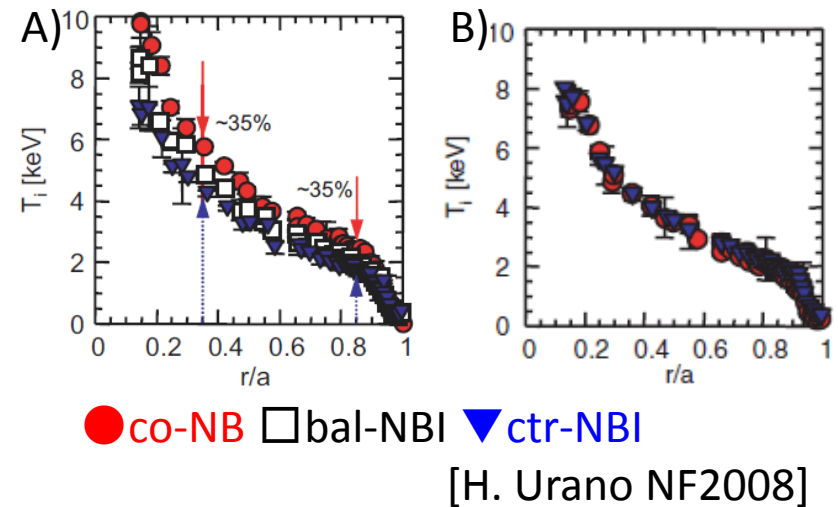 A)
10
8
6
4
2
0
Ti [keV]
~35%
~35%
0 0.2 0.4 0.6 0.8 1
r/a
B)
10
8
6
4
2
0
Ti [keV]
0 0.2 0.4 0.6 0.8 1
r/a
co-NB bal-NBI ctr-NBI
[H. Urano NF2008]